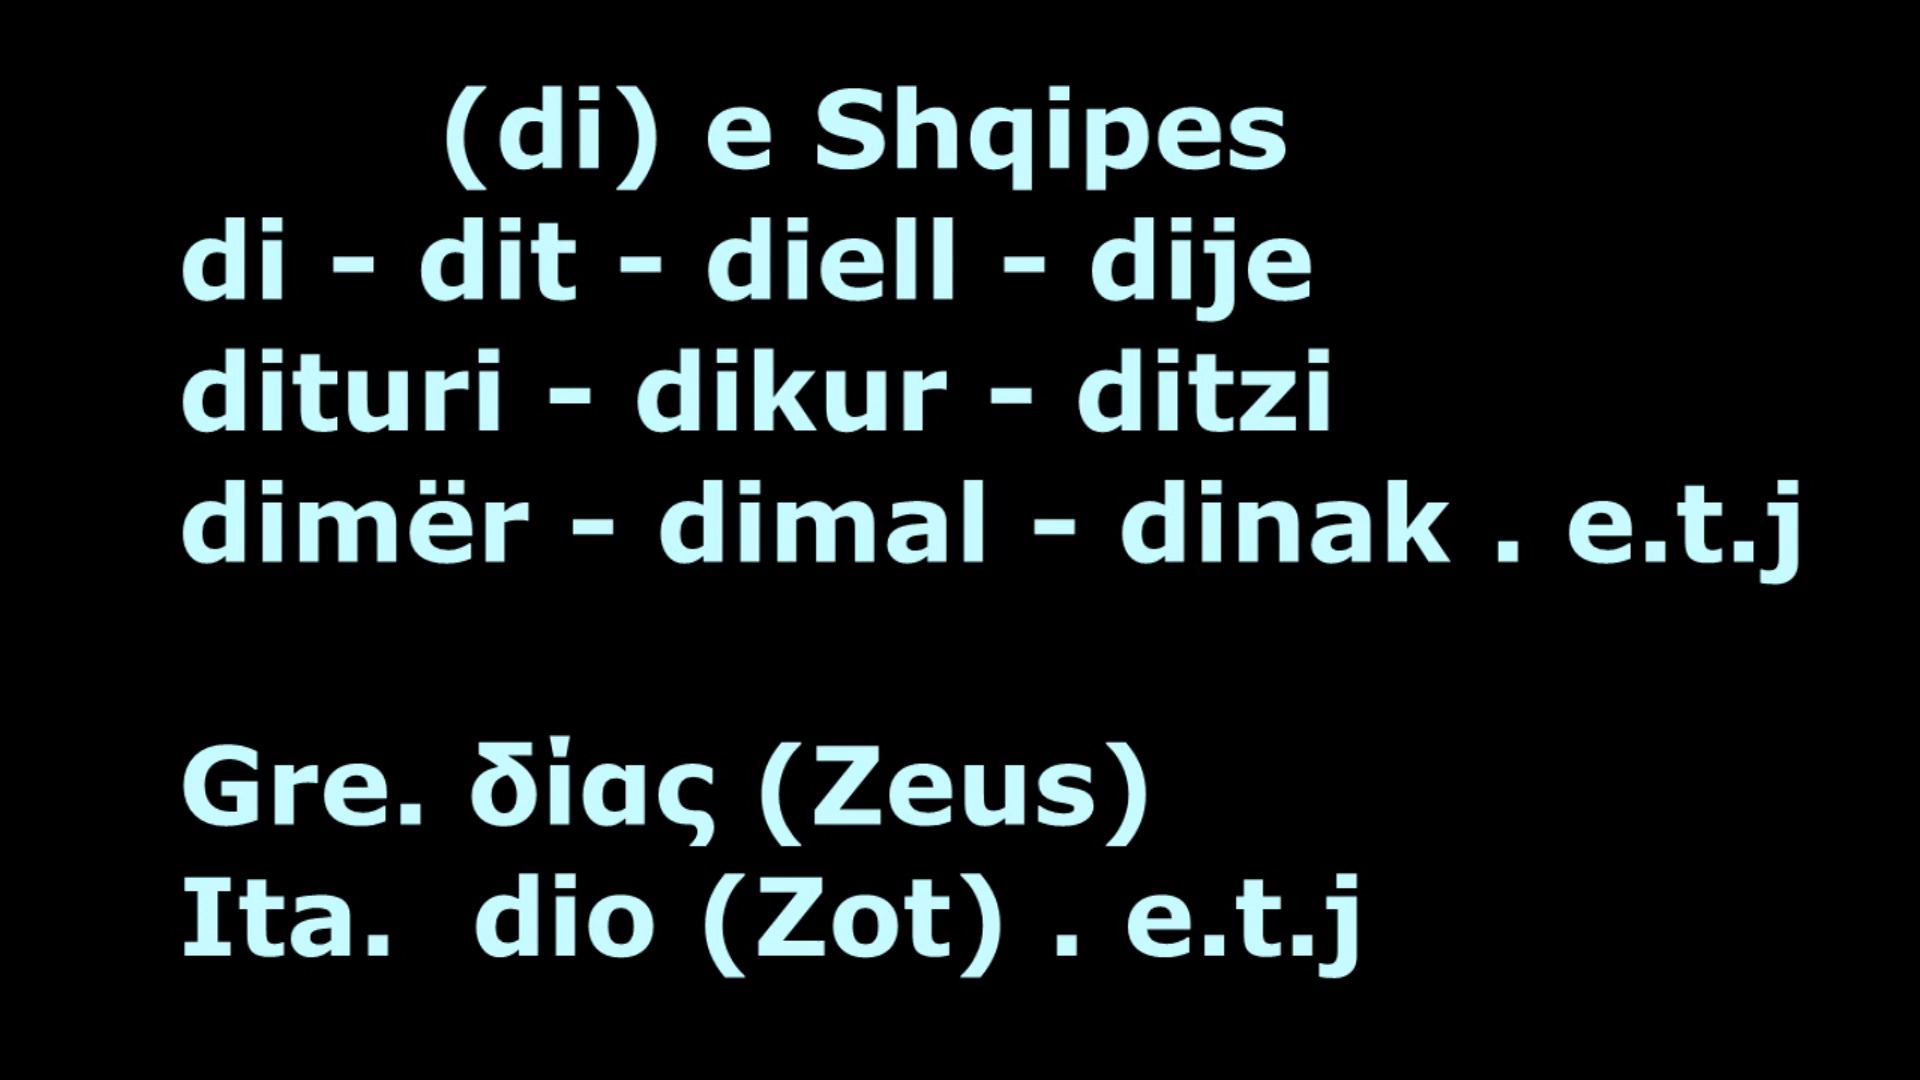 (di) e Shqipes
di - dit - diell - dije
dituri - dikur - ditzi
dimër - dimal - dinak . e.t.j
Gre. δίας (Zeus)
Ita. dio (Zot) . e.t.j